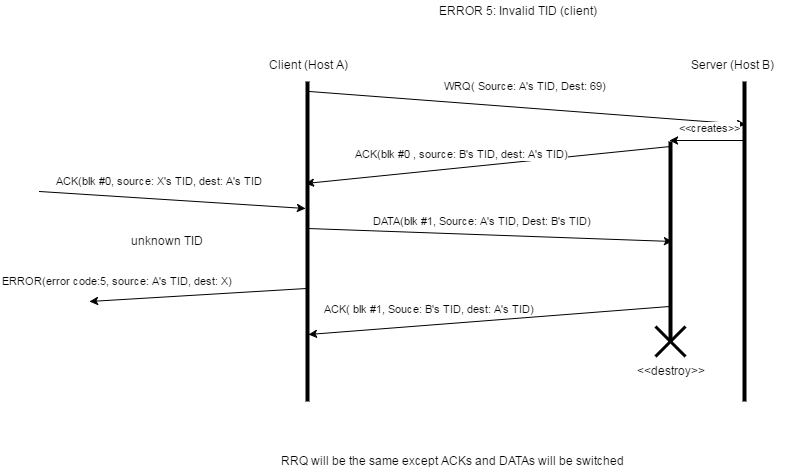 ERROR 5: Invalid TID (client)
Client (Host A)
Server (Host B)
WRQ( Source: A's TID, Dest: 69)
<<creates>>
ACK(blk #0 , source: B's TID, dest: A's TID)
ACK(blk #0, source: X's TID, dest: A's TID
DATA(blk #1, Source: A's TID, Dest: B's TID)
unknown TID
ERROR(error code:5, source: A's TID, dest: X)
ACK( blk #1, Souce: B's TID, dest: A's TID)
<<destroy>>
RRQ will be the same except ACKs and DATAs will be switched